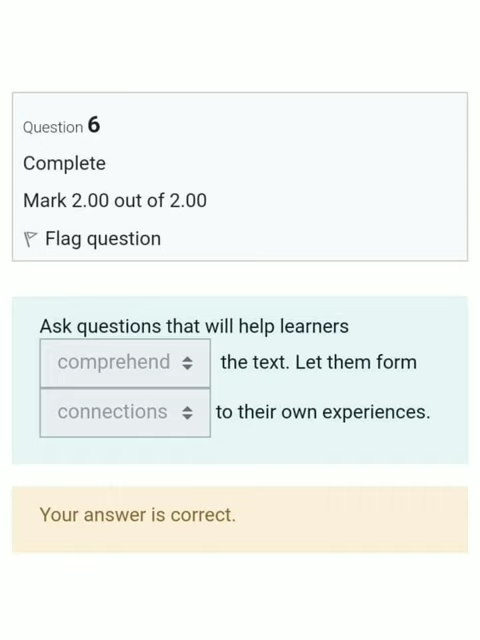 Question 6
Complete
Mark 2.00 out of 2.00
Flag question
Ask questions that will help learners
comprehend the text. Let them form
connections to their own experiences.
Your answer is correct.